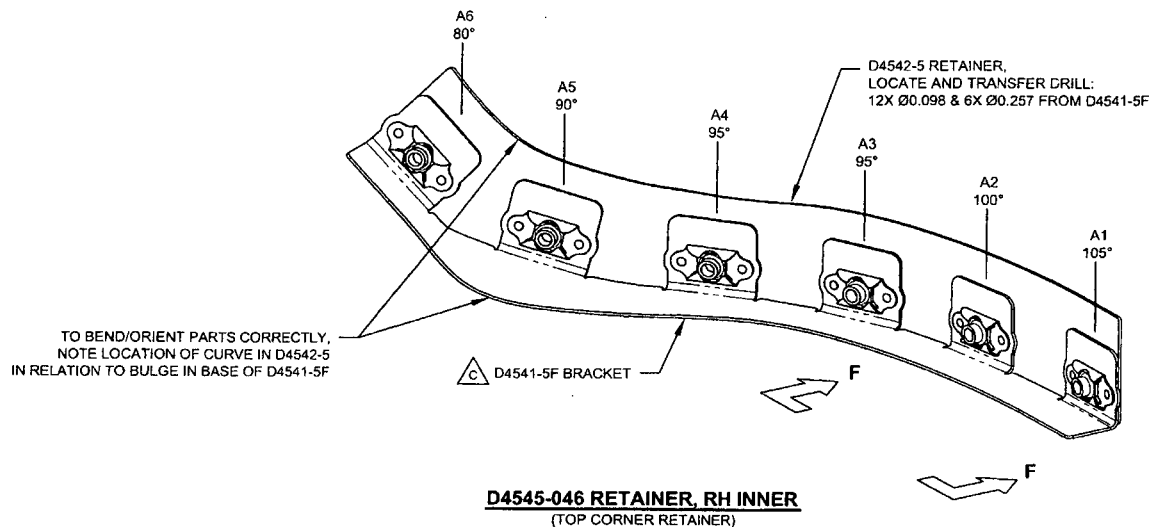 A6
80°
A5
90°
A4
95°
A3
95°
A2
100°
A1
105°
D4542-5 RETAINER,
LOCATE AND TRANSFER DRILL:
12X Ø0.098 & 6X Ø0.257 FROM D4541-5F
TO BEND/ORIENT PARTS CORRECTLY,
NOTE LOCATION OF CURVE IN D4542-5
IN RELATION TO BULGE IN BASE OF D4541-5F
C D4541-5F BRACKET
F
F
D4545-046 RETAINER, RH INNER
(TOP CORNER RETAINER)